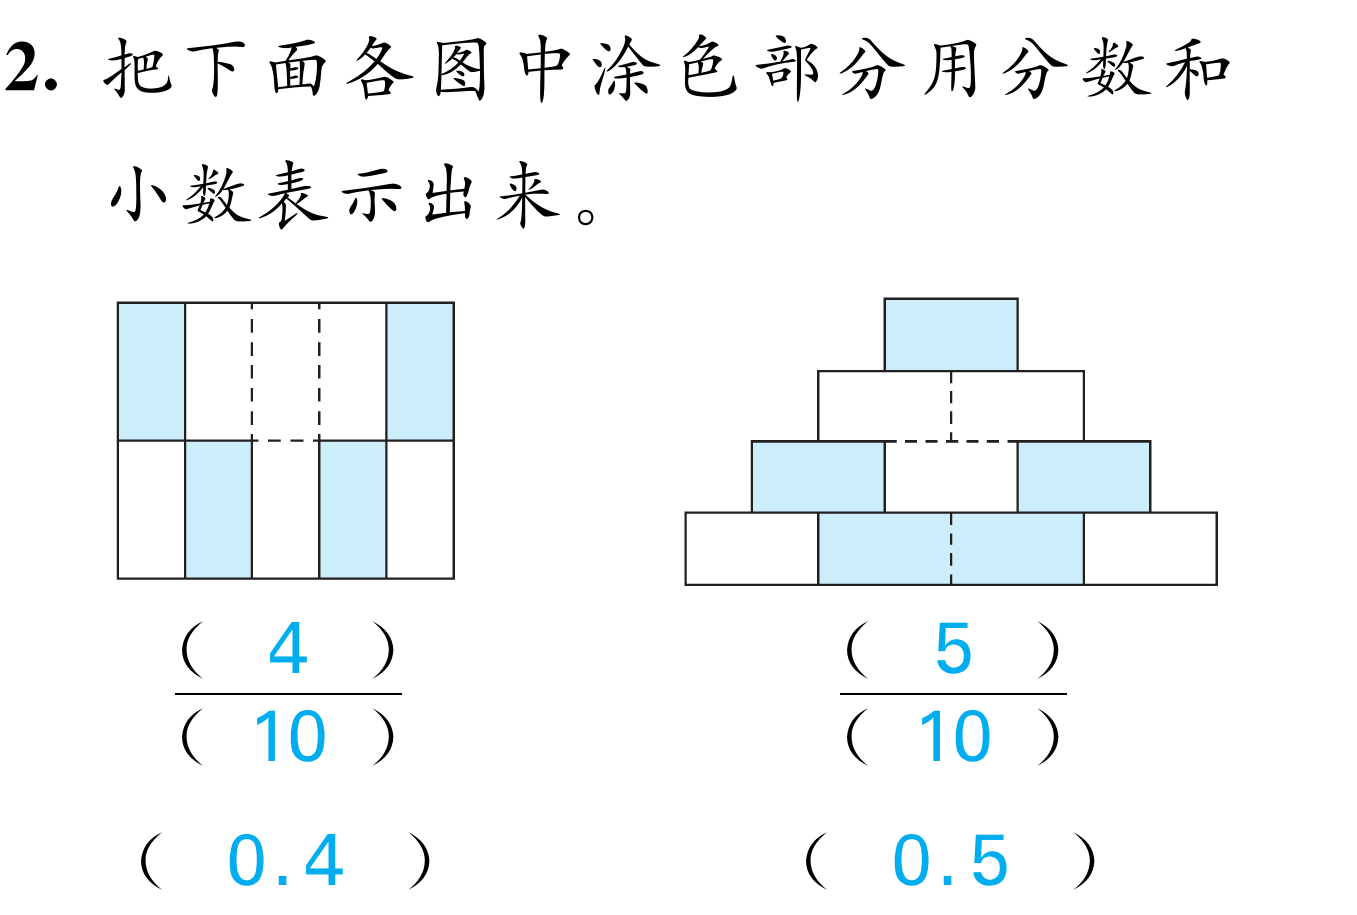 2. 把下面各图中涂色部分用分数和
小数表示出来。
( 4 ) ( 5 )
( 10 ) ( 10 )
( 0.4 ) ( 0.5 )